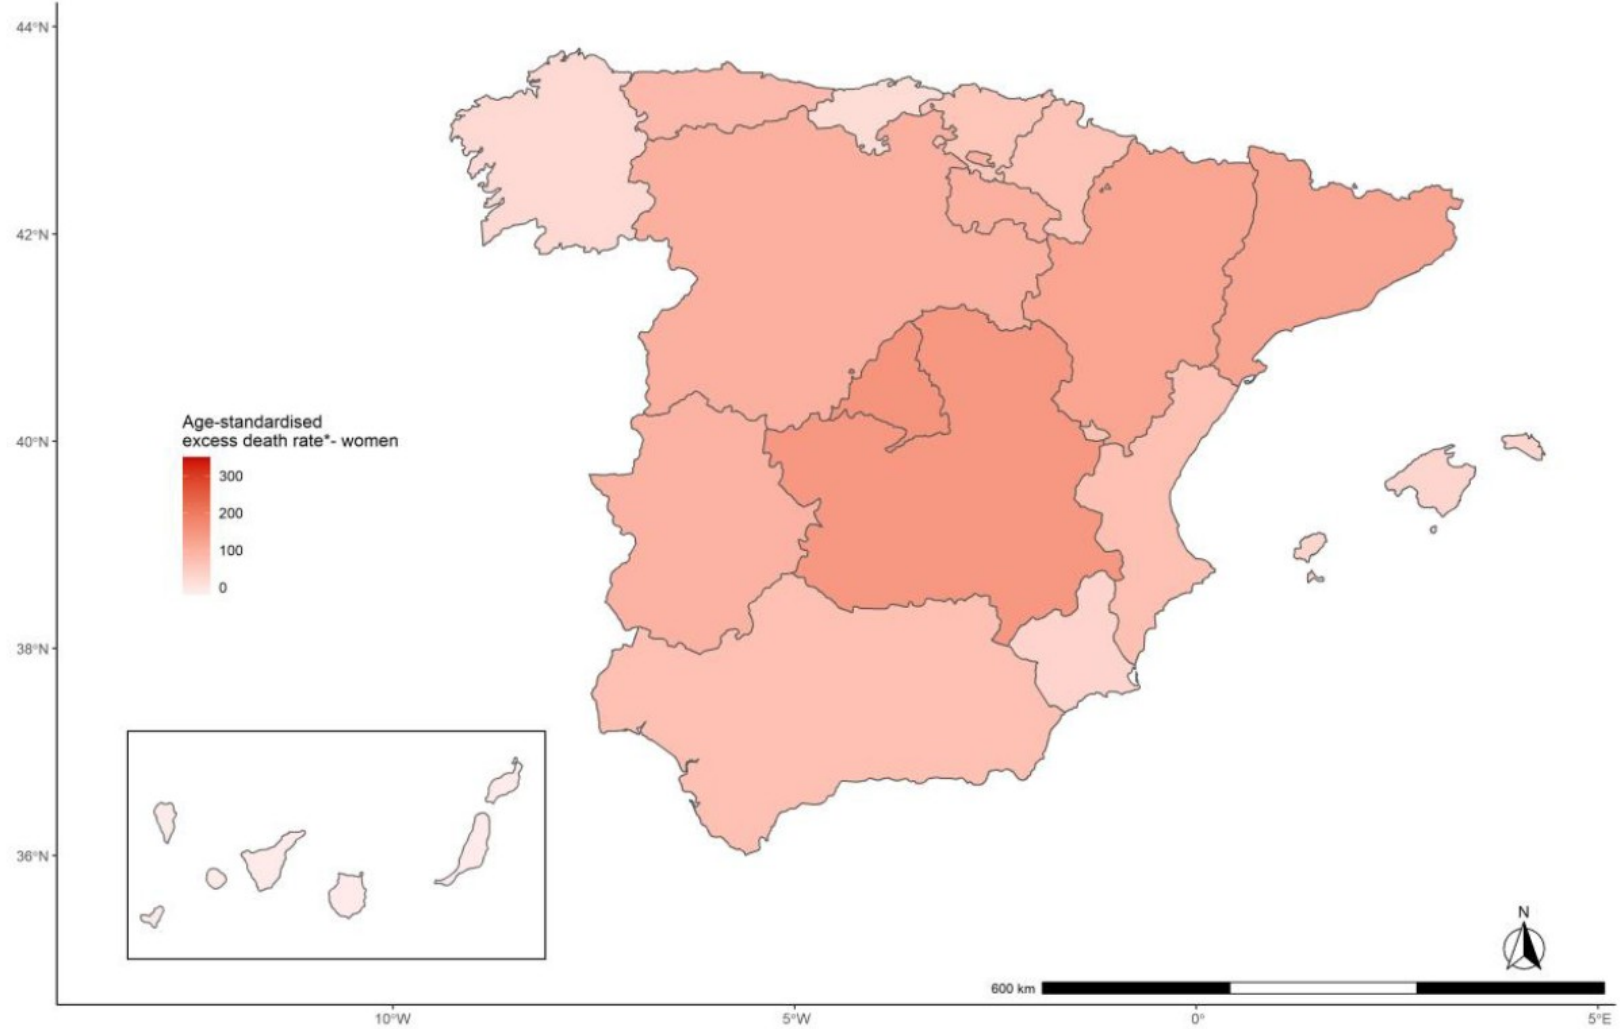 44°N
42°N
40°N
38°N
36°N
Age-standardised
excess death rate*- women
300
200
100
0
N
600 km
10°W
5°W
0°
5°E